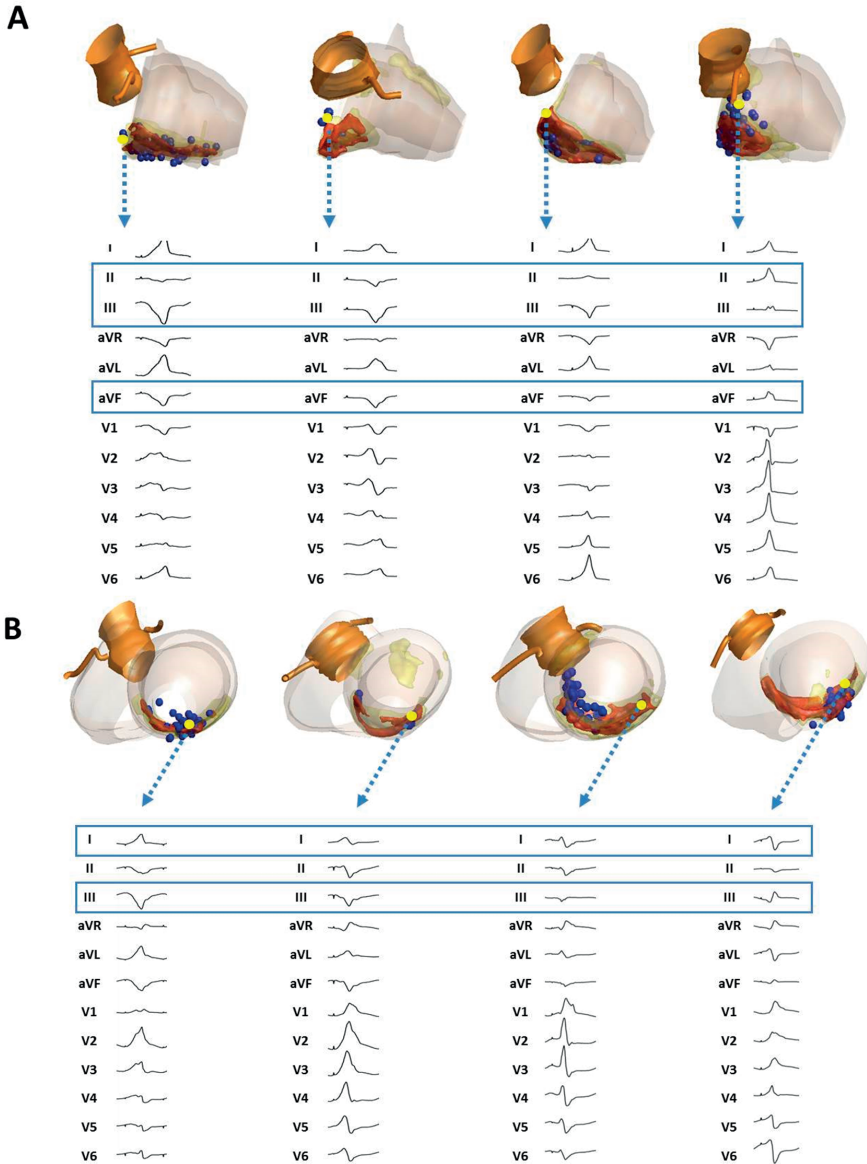 A
I I I I
II II II II
III III III III
aVR aVR aVR aVR
aVL aVL aVL aVL
aVF aVF aVF aVF
V1 V1 V1 V1
V2 V2 V2 V2
V3 V3 V3 V3
V4 V4 V4 V4
V5 V5 V5 V5
V6 V6 V6 V6
B
I I I I
II II II II
III III III III
aVR aVR aVR aVR
aVL aVL aVL aVL
aVF aVF aVF aVF
V1 V1 V1 V1
V2 V2 V2 V2
V3 V3 V3 V3
V4 V4 V4 V4
V5 V5 V5 V5
V6 V6 V6 V6